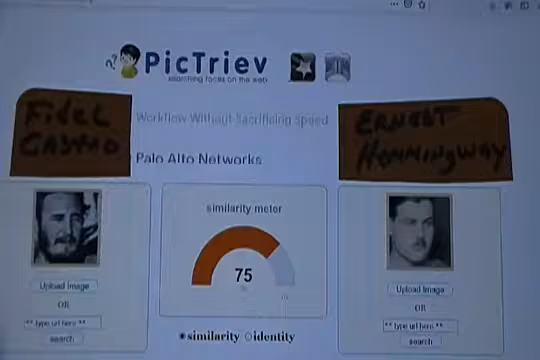 ??
PicTriev
searching faces on the web
FiDeL
CASTRO
ERNEST
HEMMINGWAY
Workflow Without Sacrificing Speed
Palo Alto Networks
similarity meter
75
%
Upload Image
OR
** type url here **
search
similarity identity
Upload Image
OR
** type url here **
search